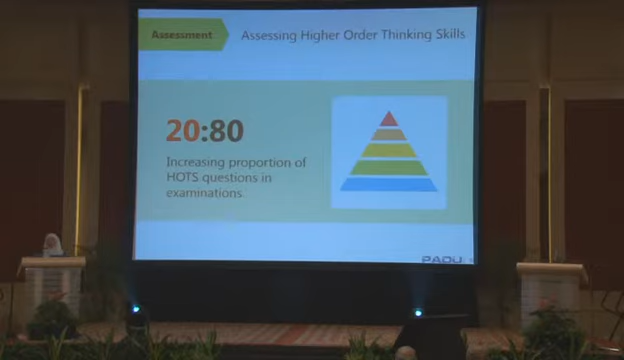 Assessment
Assessing Higher Order Thinking Skills
20:80
Increasing proportion of
HOTS questions in
examinations
PADU